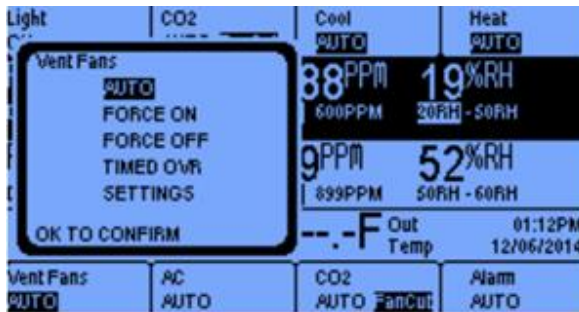 Light CO2 Cool Heat
AUTO AUTO
Vent Fans
AUTO
FORCE ON
FORCE OFF
TIMED OVR
SETTINGS
OK TO CONFIRM
38PPM 19%RH
600PPM 20RH - 50RH
9PPM 52%RH
899PPM 50RH - 60RH
--.-F Out Temp
01:12PM
12/06/2014
Vent Fans AC CO2 Alarm
AUTO AUTO AUTO FanCut AUTO